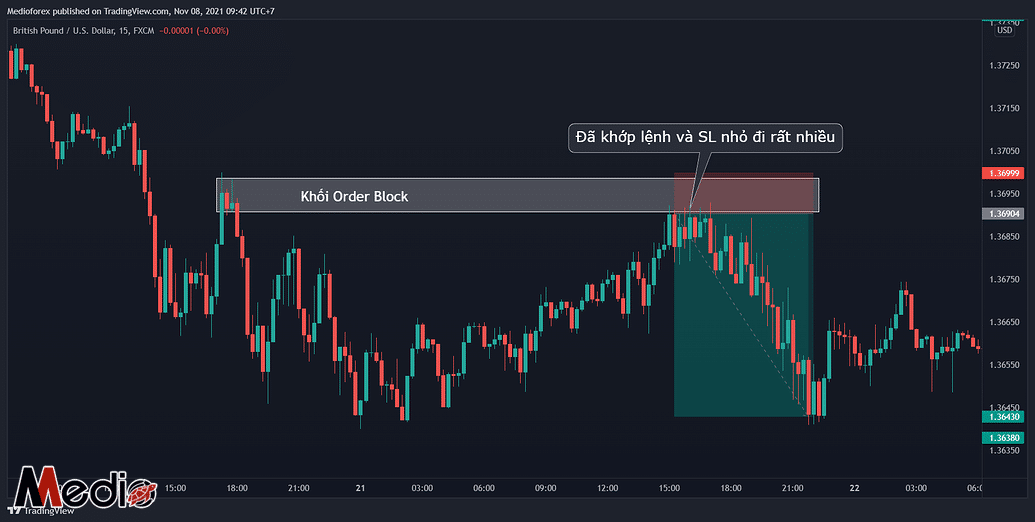 Medioforex published on TradingView.com, Nov 08, 2021 09:42 UTC+7
British Pound / U.S. Dollar, 15, FXCM -0.00001 (-0.00%)
USD
1.37250
1.37150
Đã khớp lệnh và SL nhỏ đi rất nhiều
1.37050
1.36999
Khối Order Block
1.36950
1.36904
1.36850
1.36750
1.36650
1.36550
1.36450
1.36430
1.36380
1.36350
Medio
15:00 18:00 21:00 21 03:00 06:00 09:00 12:00 15:00 18:00 21:00 22 03:00
TradingView